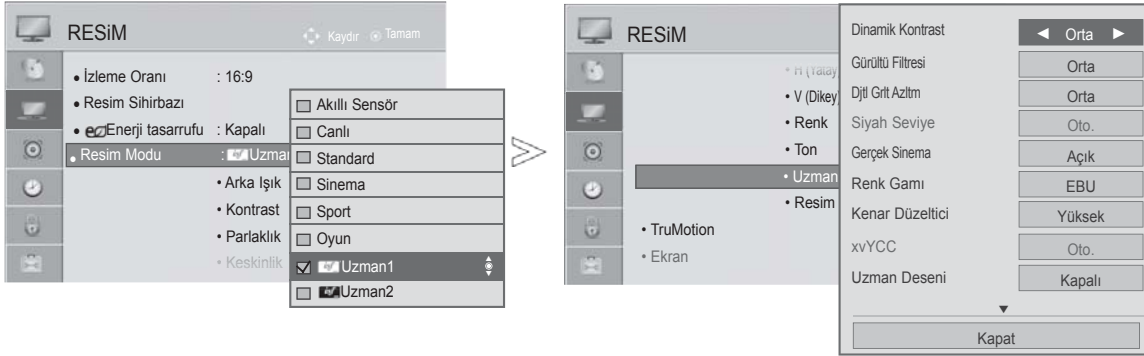 RESiM
Kaydır Tamam
• İzleme Oranı : 16:9
• Resim Sihirbazı
• Enerji tasarrufu : Kapalı
• Resim Modu : Uzman
• Arka Işık
• Kontrast
• Parlaklık
• Keskinlik
Akıllı Sensör
Canlı
Standard
Sinema
Sport
Oyun
Uzman1
Uzman2
RESiM
• H (Yatay
• V (Dikey
• Renk
• Ton
• Uzman
• Resim
• TruMotion
• Ekran
Dinamik Kontrast ◄ Orta ►
Gürültü Filtresi Orta
Djtl Grlt Azltm Orta
Siyah Seviye Oto.
Gerçek Sinema Açık
Renk Gamı EBU
Kenar Düzeltici Yüksek
xvYCC Oto.
Uzman Deseni Kapalı
▼
Kapat